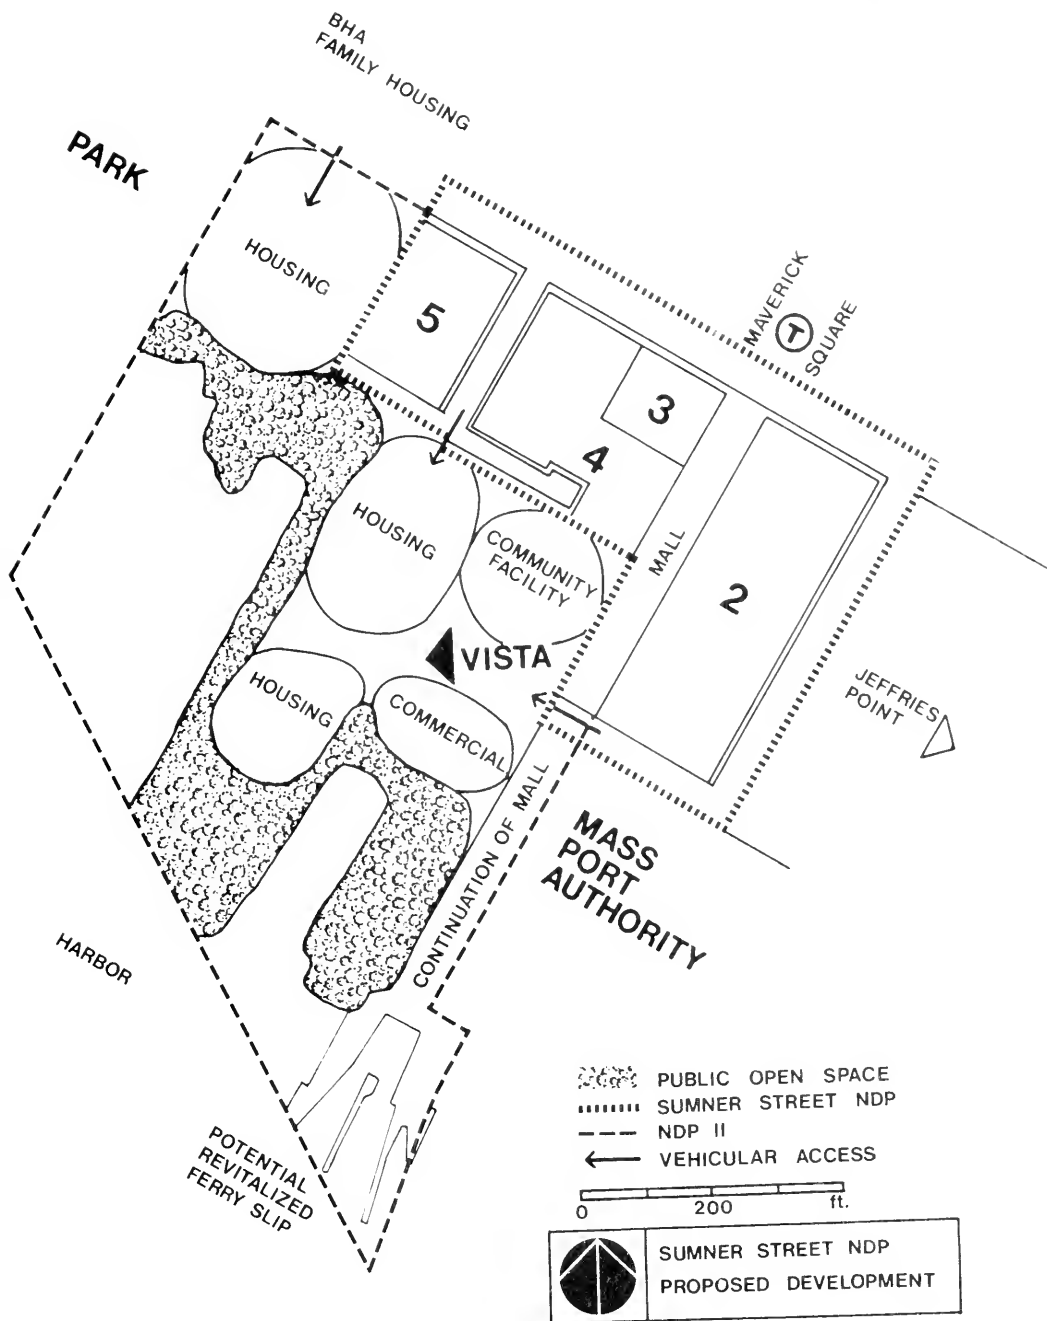 BHA
FAMILY HOUSING
PARK
HOUSING
5
MAVERICK
T
SQUARE
3
4
HOUSING
COMMUNITY
FACILITY
MALL
2
VISTA
HOUSING
COMMERCIAL
JEFFRIES
POINT
CONTINUATION OF MALL
MASS
PORT
AUTHORITY
HARBOR
POTENTIAL
REVITALIZED
FERRY SLIP
PUBLIC OPEN SPACE
SUMNER STREET NDP
NDP II
VEHICULAR ACCESS
0 200 ft.
SUMNER STREET NDP
PROPOSED DEVELOPMENT